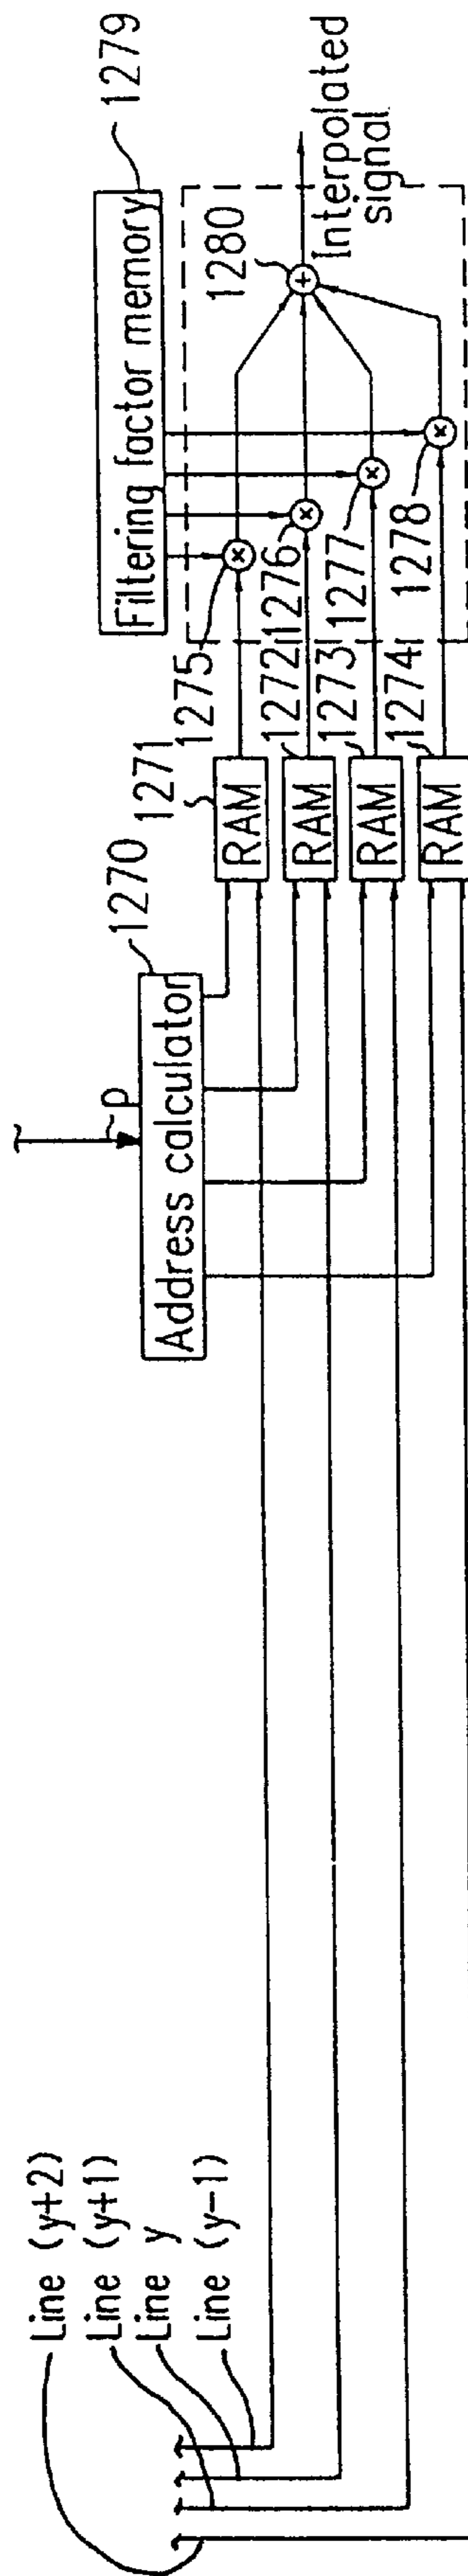 Line (y+2)
Line (y+1)
Line y
Line (y-1)
p
1270
Address calculator
1271
RAM
1272
RAM
1273
RAM
1274
RAM
1275
1276
1277
1278
Filtering factor memory
1279
1280
+
×
×
×
×
Interpolated
signal